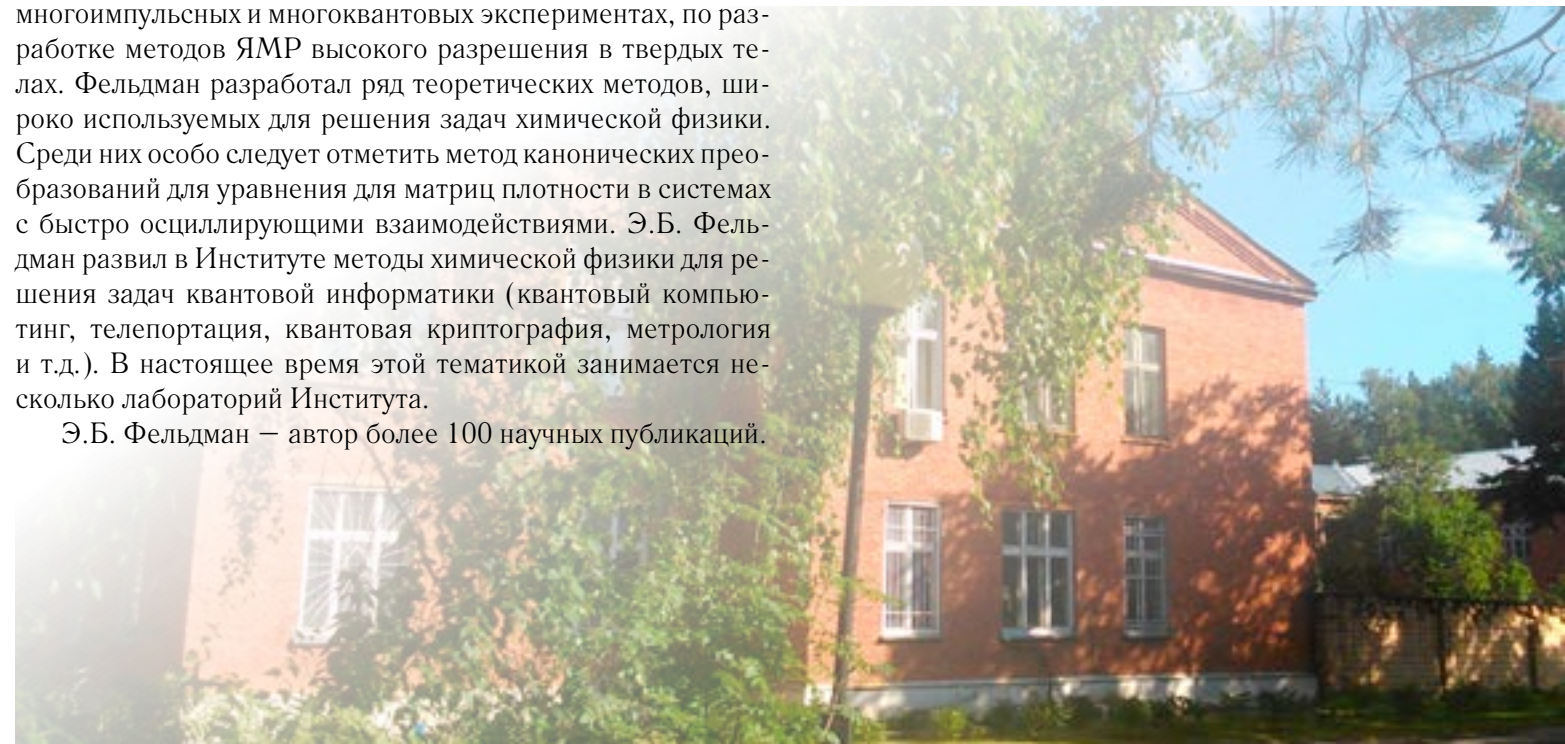 многоимпульсных и многоквантовых экспериментах, по раз-
работке методов ЯМР высокого разрешения в твердых те-
лах. Фельдман разработал ряд теоретических методов, ши-
роко используемых для решения задач химической физики.
Среди них особо следует отметить метод канонических прео-
бразований для уравнения для матриц плотности в системах
с быстро осциллирующими взаимодействиями. Э.Б. Фель-
дман развил в Институте методы химической физики для ре-
шения задач квантовой информатики (квантовый компью-
тинг, телепортация, квантовая криптография, метрология
и т.д.). В настоящее время этой тематикой занимается не-
сколько лабораторий Института.
Э.Б. Фельдман – автор более 100 научных публикаций.